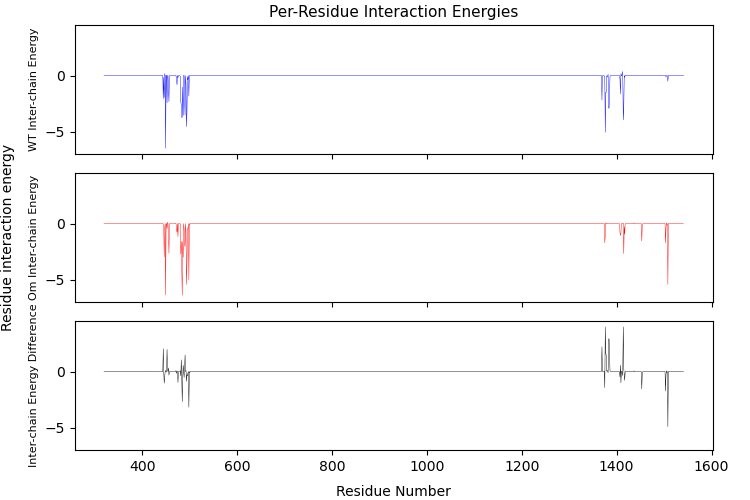 Per-Residue Interaction Energies
Residue interaction energy
WT Inter-chain Energy
0
−5
Om Inter-chain Energy
0
−5
Inter-chain Energy Difference
0
−5
400
600
800
1000
1200
1400
1600
Residue Number